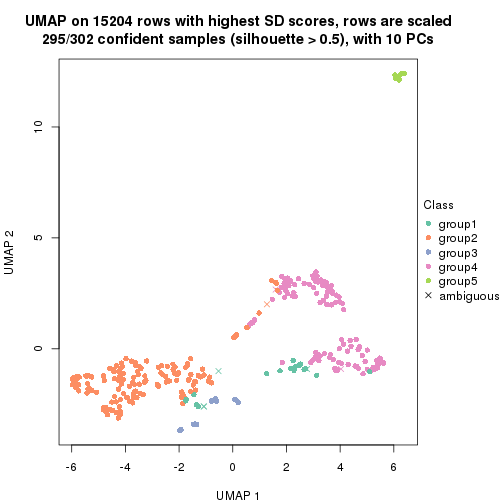 UMAP on 15204 rows with highest SD scores, rows are scaled
295/302 confident samples (silhouette > 0.5), with 10 PCs
10
5
0
UMAP 2
-6 -4 -2 0 2 4 6
UMAP 1
Class
group1
group2
group3
group4
group5
ambiguous